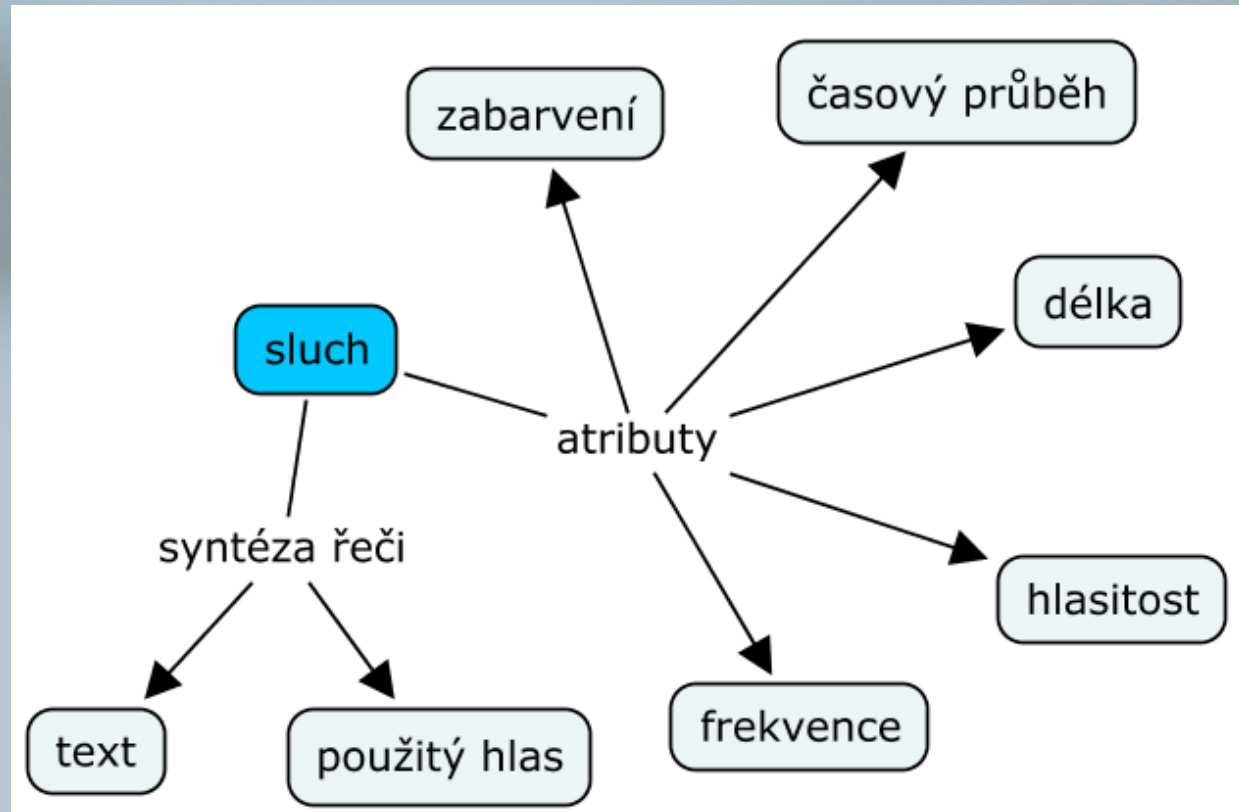 zabarvení
časový průběh
délka
sluch
atributy
syntéza řeči
hlasitost
frekvence
text
použitý hlas